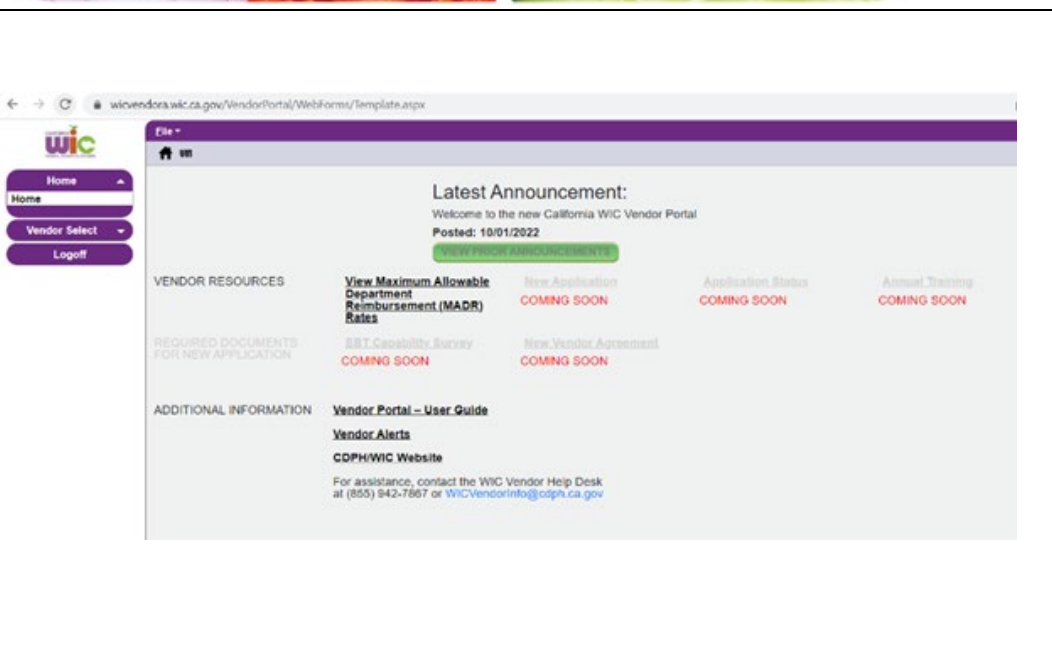 wicvendora.wic.ca.gov/VendorPortal/WebForms/Template.aspx
wic
File
Home
Home
Vendor Select
Logoff
Latest Announcement:
Welcome to the new California WIC Vendor Portal
Posted: 10/01/2022
VIEW PRIOR ANNOUNCEMENTS
VENDOR RESOURCES
View Maximum Allowable
Department
Reimbursement (MADR)
Rates
New Application
COMING SOON
Application Status
COMING SOON
Annual Training
COMING SOON
REQUIRED DOCUMENTS
FOR NEW APPLICATION
Capability Survey
COMING SOON
New Vendor Agreement
COMING SOON
ADDITIONAL INFORMATION
Vendor Portal – User Guide
Vendor Alerts
CDPH/WIC Website
For assistance, contact the WIC Vendor Help Desk
at (855) 942-7867 or WICVendorInfo@cdph.ca.gov